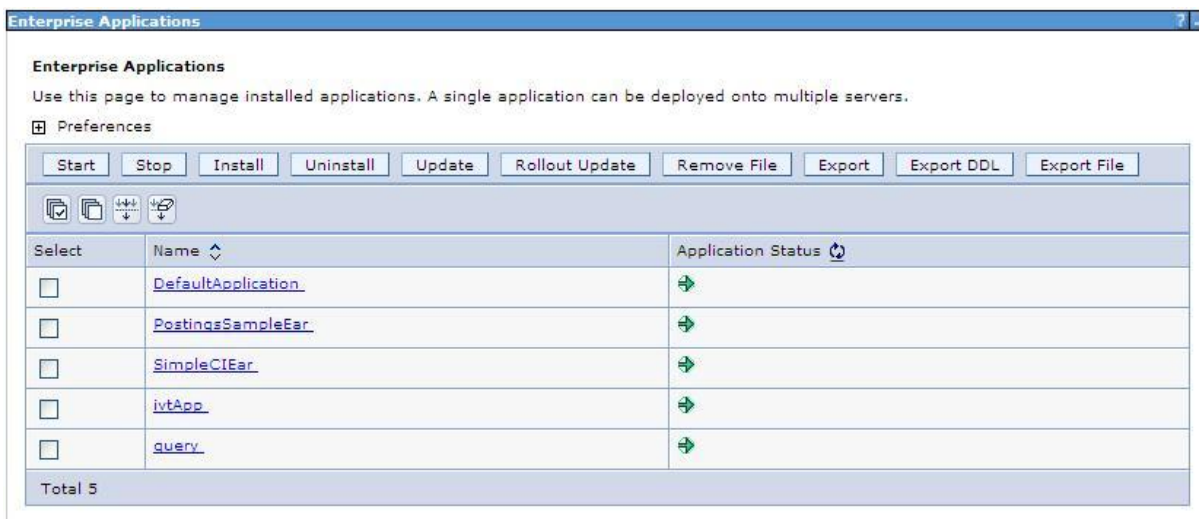 Enterprise Applications ?
Enterprise Applications
Use this page to manage installed applications. A single application can be deployed onto multiple servers.
Preferences
Start Stop Install Uninstall Update Rollout Update Remove File Export Export DDL Export File
Select Name Application Status
DefaultApplication
PostingsSampleEar
SimpleCIEar
ivtApp
query
Total 5